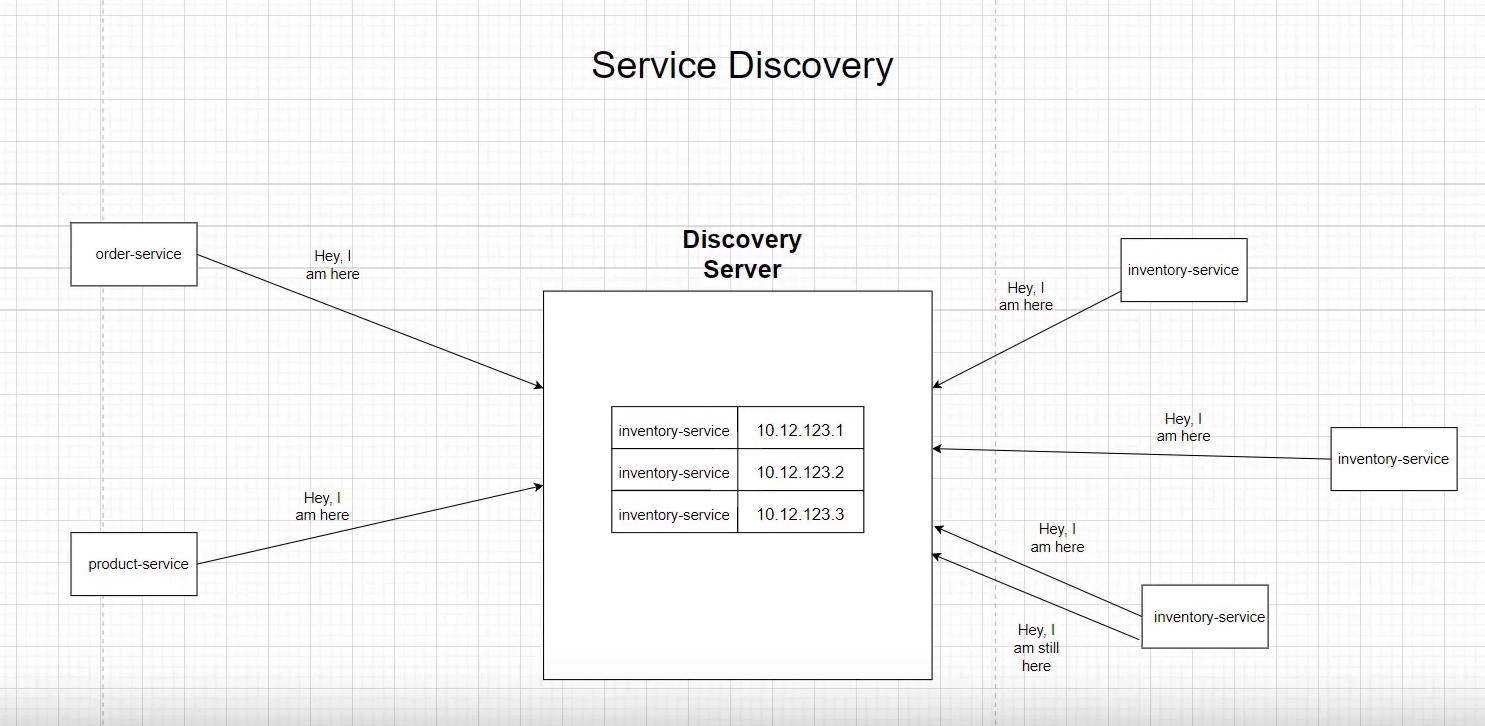 Service Discovery
Discovery
Server
order-service
Hey, I
am here
product-service
Hey, I
am here
inventory-service
10.12.123.1
inventory-service
10.12.123.2
inventory-service
10.12.123.3
inventory-service
Hey, I
am here
inventory-service
Hey, I
am here
inventory-service
Hey, I
am here
Hey, I
am still
here